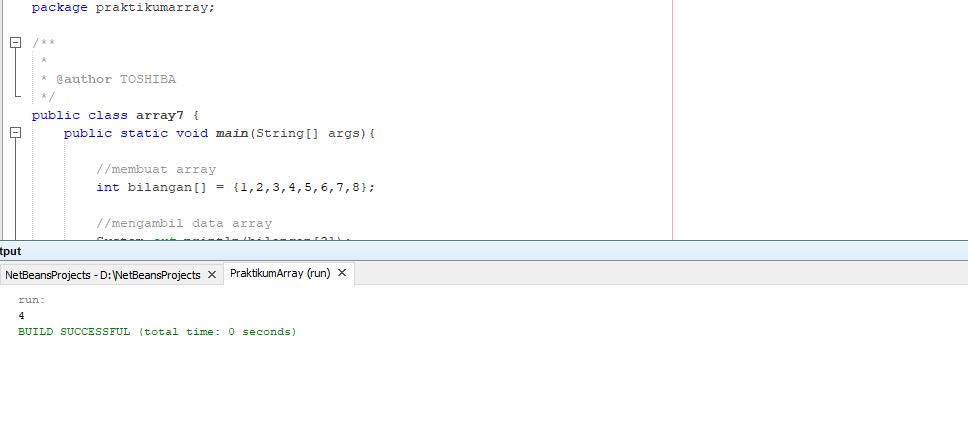 package praktikumarray;
/**
*
* @author TOSHIBA
*/
public class array7 {
public static void main(String[] args){
//membuat array
int bilangan[] = {1,2,3,4,5,6,7,8};
//mengambil data array
tput
NetBeansProjects - D:\NetBeansProjects
PraktikumArray (run)
run:
4
BUILD SUCCESSFUL (total time: 0 seconds)